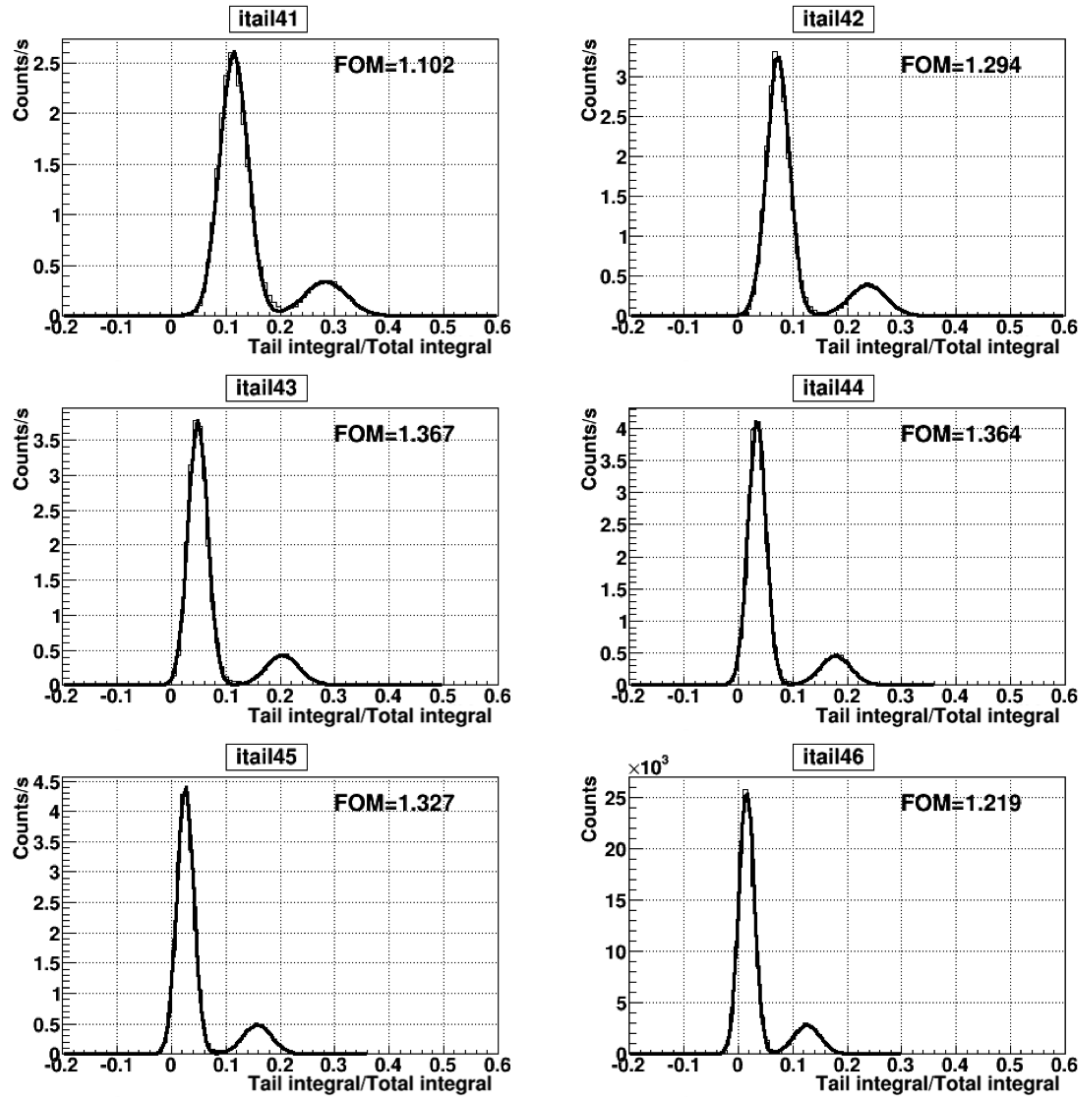 itail41
Counts/s
FOM=1.102
2.5
2
1.5
1
0.5
0
-0.2 -0.1 0 0.1 0.2 0.3 0.4 0.5 0.6
Tail integral/Total integral
itail42
Counts/s
FOM=1.294
3
2.5
2
1.5
1
0.5
0
-0.2 -0.1 0 0.1 0.2 0.3 0.4 0.5 0.6
Tail integral/Total integral
itail43
Counts/s
FOM=1.367
3.5
3
2.5
2
1.5
1
0.5
0
-0.2 -0.1 0 0.1 0.2 0.3 0.4 0.5 0.6
Tail integral/Total integral
itail44
Counts/s
FOM=1.364
4
3.5
3
2.5
2
1.5
1
0.5
0
-0.2 -0.1 0 0.1 0.2 0.3 0.4 0.5 0.6
Tail integral/Total integral
itail45
Counts/s
FOM=1.327
4.5
4
3.5
3
2.5
2
1.5
1
0.5
0
-0.2 -0.1 0 0.1 0.2 0.3 0.4 0.5 0.6
Tail integral/Total integral
itail46
×10³
Counts
FOM=1.219
25
20
15
10
5
0
-0.2 -0.1 0 0.1 0.2 0.3 0.4 0.5 0.6
Tail integral/Total integral